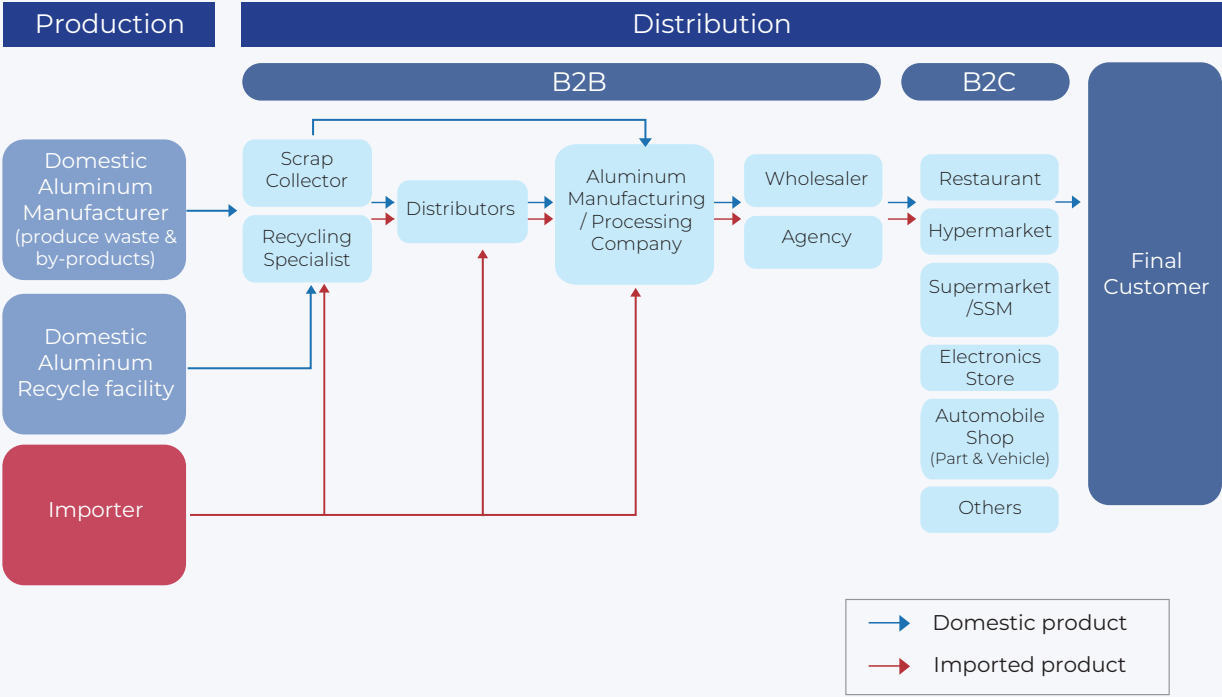 Production
Distribution
B2B
B2C
Domestic
Aluminum
Manufacturer
(produce waste &
by-products)
Domestic
Aluminum
Recycle facility
Importer
Scrap
Collector
Recycling
Specialist
Distributors
Aluminum
Manufacturing
/ Processing
Company
Wholesaler
Agency
Restaurant
Hypermarket
Supermarket
/SSM
Electronics
Store
Automobile
Shop
(Part & Vehicle)
Others
Final
Customer
Domestic product
Imported product